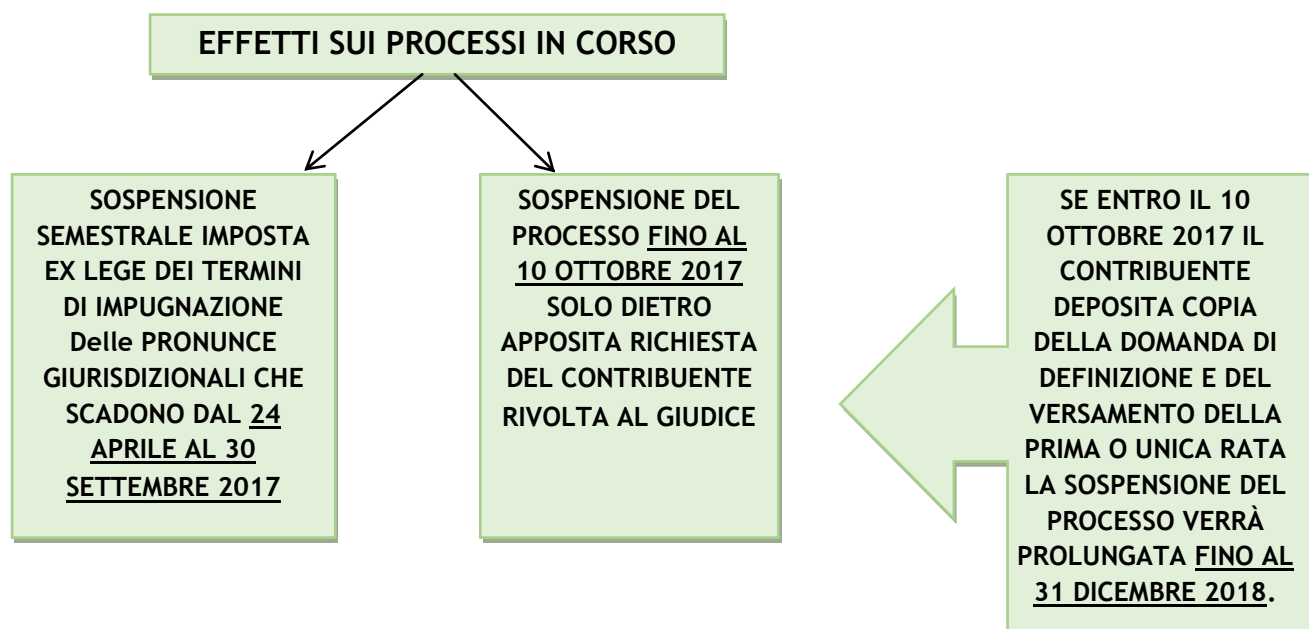 EFFETTI SUI PROCESSI IN CORSO
SOSPENSIONE
SEMESTRALE IMPOSTA
EX LEGE DEI TERMINI
DI IMPUGNAZIONE
Delle PRONUNCE
GIURISDIZIONALI CHE
SCADONO DAL 24
APRILE AL 30
SETTEMBRE 2017
SOSPENSIONE DEL
PROCESSO FINO AL
10 OTTOBRE 2017
SOLO DIETRO
APPOSITA RICHIESTA
DEL CONTRIBUENTE
RIVOLTA AL GIUDICE
SE ENTRO IL 10
OTTOBRE 2017 IL
CONTRIBUENTE
DEPOSITA COPIA
DELLA DOMANDA DI
DEFINIZIONE E DEL
VERSAMENTO DELLA
PRIMA O UNICA RATA
LA SOSPENSIONE DEL
PROCESSO VERRÀ
PROLUNGATA FINO AL
31 DICEMBRE 2018.